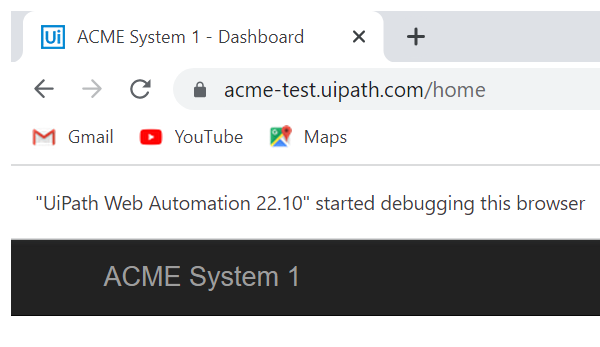 Ui ACME System 1 - Dashboard
acme-test.uipath.com/home
Gmail YouTube Maps
"UiPath Web Automation 22.10" started debugging this browser
ACME System 1